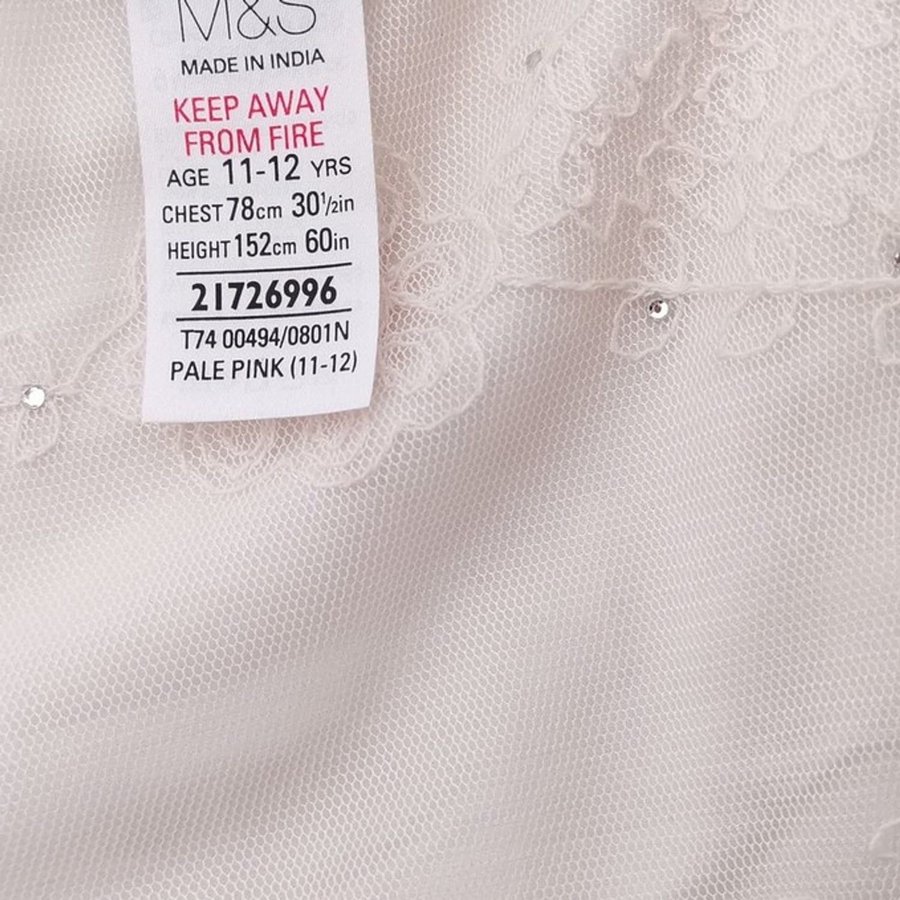 M&S
MADE IN INDIA
KEEP AWAY
FROM FIRE
AGE 11-12 YRS
CHEST 78cm 30½in
HEIGHT 152cm 60in
21726996
T74 00494/0801N
PALE PINK (11-12)